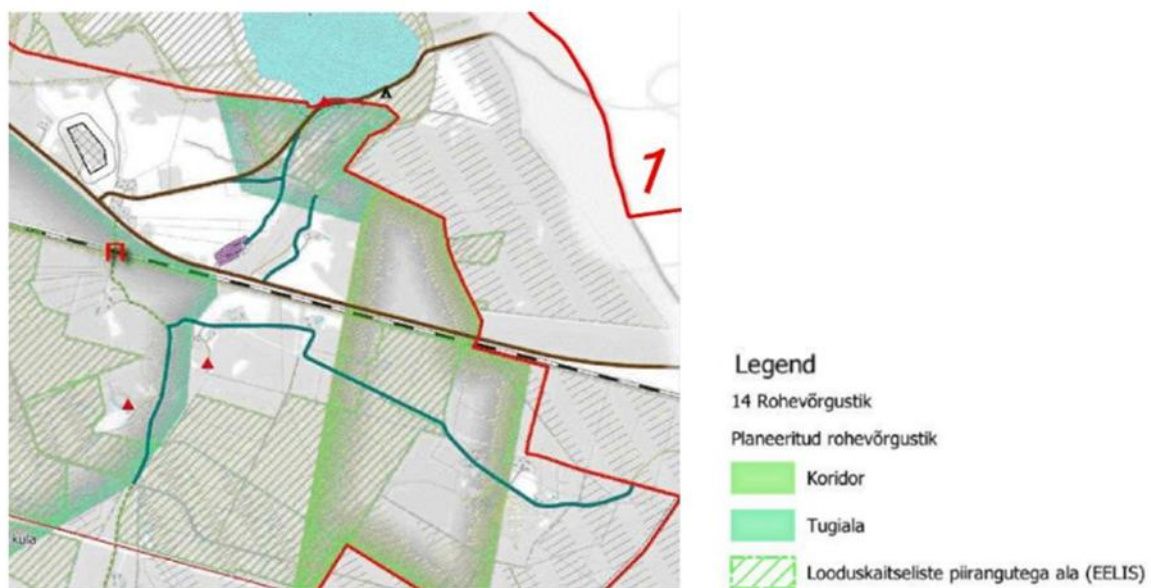 1
küla
Legend
14 Rohevõrgustik
Planeeritud rohevõrgustik
Koridor
Tugiala
Looduskaitseliste piirangutega ala (EELIS)